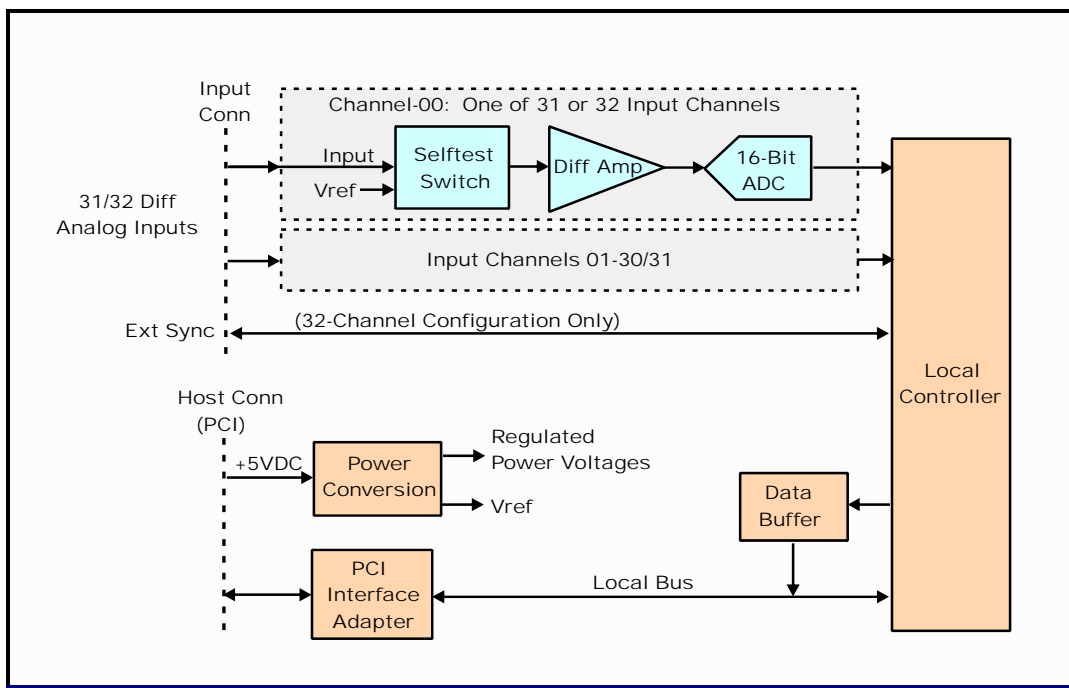 Input
Conn
Channel-00:  One of 31 or 32 Input Channels
Input
Vref
Selftest
Switch
Diff Amp
16-Bit
ADC
31/32 Diff
Analog Inputs
Input Channels 01-30/31
Ext Sync
(32-Channel Configuration Only)
Local
Controller
Host Conn
(PCI)
+5VDC
Power
Conversion
Regulated
Power Voltages
Vref
Data
Buffer
PCI
Interface
Adapter
Local Bus